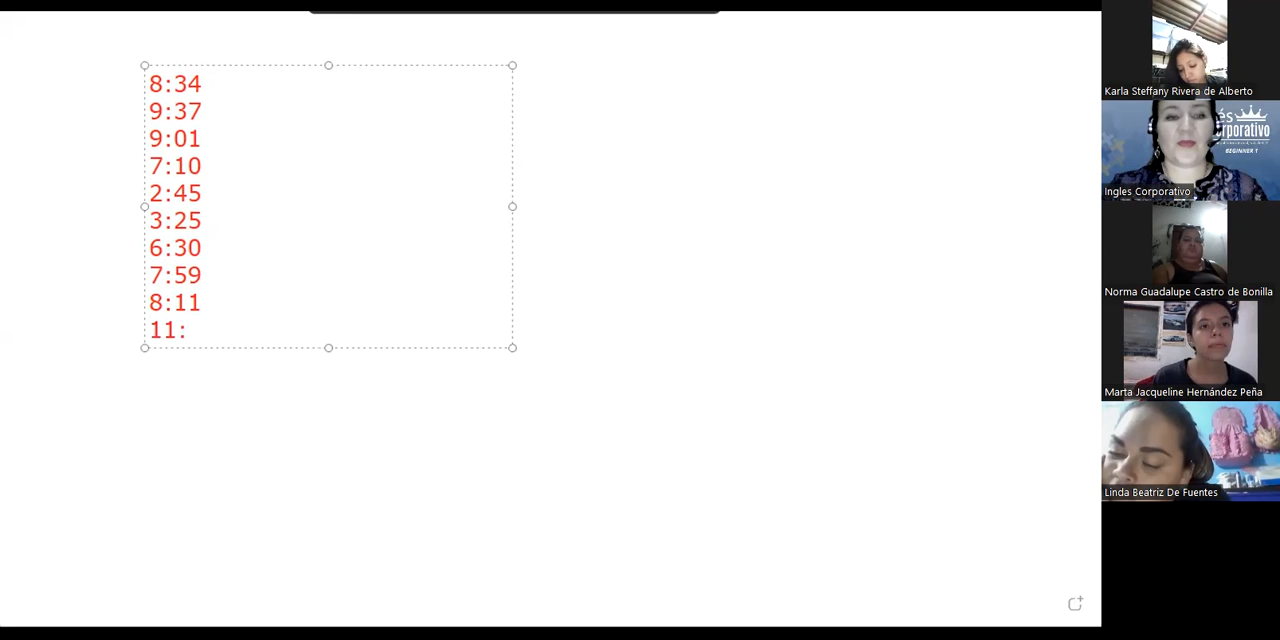 8:34
9:37
9:01
7:10
2:45
3:25
6:30
7:59
8:11
11:
Karla Steffany Rivera de Alberto
Ingles Corporativo
BEGINNER 1
Norma Guadalupe Castro de Bonilla
Marta Jacqueline Hernández Peña
Linda Beatriz De Fuentes